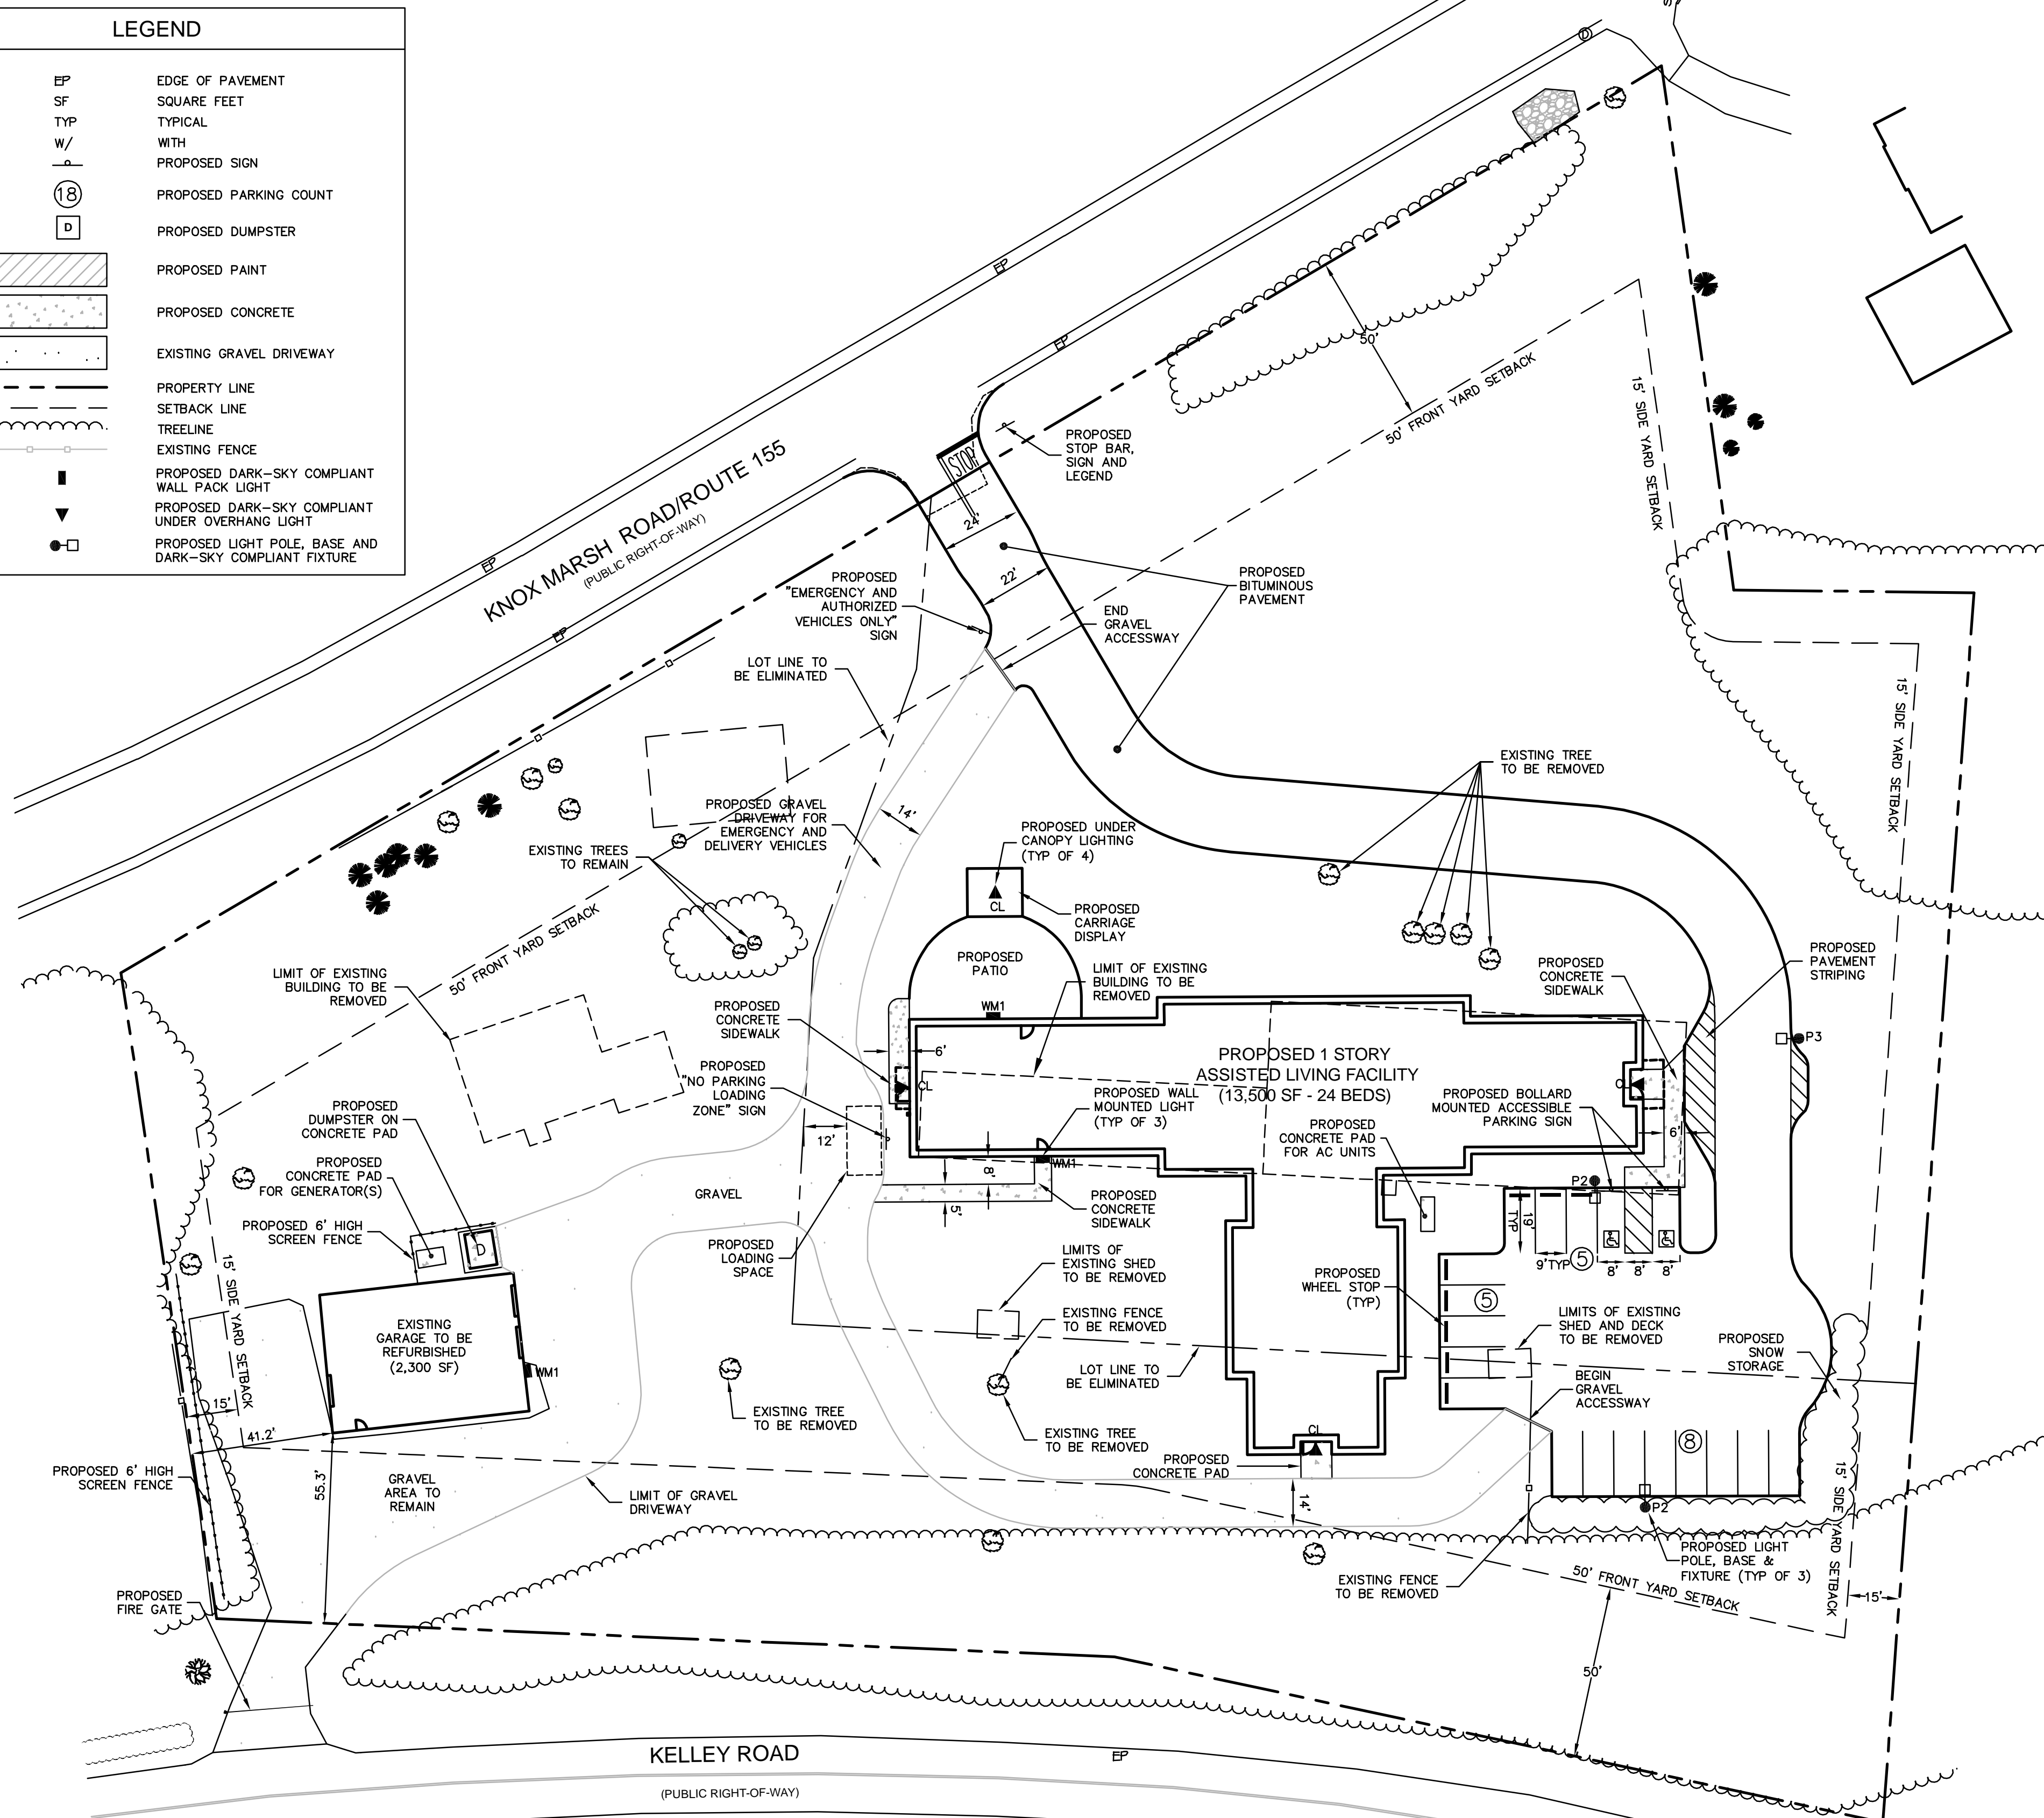 LEGEND
EP EDGE OF PAVEMENT
SF SQUARE FEET
TYP TYPICAL
W/ WITH
PROPOSED SIGN
18 PROPOSED PARKING COUNT
D PROPOSED DUMPSTER
PROPOSED PAINT
PROPOSED CONCRETE
EXISTING GRAVEL DRIVEWAY
PROPERTY LINE
SETBACK LINE
TREELINE
EXISTING FENCE
PROPOSED DARK-SKY COMPLIANT
WALL PACK LIGHT
PROPOSED DARK-SKY COMPLIANT
UNDER OVERHANG LIGHT
PROPOSED LIGHT POLE, BASE AND
DARK-SKY COMPLIANT FIXTURE
D
EP
EP
EP
EP
KNOX MARSH ROAD/ROUTE 155
(PUBLIC RIGHT-OF-WAY)
50'
50' FRONT YARD SETBACK
15' SIDE YARD SETBACK
STOP
PROPOSED
STOP BAR,
SIGN AND
LEGEND
24'
22'
PROPOSED
BITUMINOUS
PAVEMENT
PROPOSED
"EMERGENCY AND
AUTHORIZED
VEHICLES ONLY"
SIGN
END
GRAVEL
ACCESSWAY
LOT LINE TO
BE ELIMINATED
15' SIDE YARD SETBACK
PROPOSED GRAVEL
DRIVEWAY FOR
EMERGENCY AND
DELIVERY VEHICLES
14'
EXISTING TREE
TO BE REMOVED
EXISTING TREES
TO REMAIN
PROPOSED UNDER
CANOPY LIGHTING
(TYP OF 4)
CL
PROPOSED
CARRIAGE
DISPLAY
PROPOSED
PATIO
50' FRONT YARD SETBACK
LIMIT OF EXISTING
BUILDING TO BE
REMOVED
LIMIT OF EXISTING
BUILDING TO BE
REMOVED
PROPOSED
CONCRETE
SIDEWALK
PROPOSED
PAVEMENT
STRIPING
PROPOSED
CONCRETE
SIDEWALK
WM1
6'
CL
P3
PROPOSED 1 STORY
ASSISTED LIVING FACILITY
(13,500 SF - 24 BEDS)
CL
PROPOSED
"NO PARKING
LOADING
ZONE" SIGN
PROPOSED WALL
MOUNTED LIGHT
(TYP OF 3)
PROPOSED BOLLARD
MOUNTED ACCESSIBLE
PARKING SIGN
PROPOSED
CONCRETE PAD
FOR AC UNITS
6'
PROPOSED
DUMPSTER ON
CONCRETE PAD
12'
8'
WM1
P2
PROPOSED
CONCRETE PAD
FOR GENERATOR(S)
GRAVEL
PROPOSED
CONCRETE
SIDEWALK
5'
19'
TYP
PROPOSED 6' HIGH
SCREEN FENCE
D
PROPOSED
LOADING
SPACE
LIMITS OF
EXISTING SHED
TO BE REMOVED
9'TYP
5
8'
8'
8'
PROPOSED
WHEEL STOP
(TYP)
5
15' SIDE YARD SETBACK
EXISTING
GARAGE TO BE
REFURBISHED
(2,300 SF)
WM1
EXISTING FENCE
TO BE REMOVED
LIMITS OF EXISTING
SHED AND DECK
TO BE REMOVED
PROPOSED
SNOW
STORAGE
LOT LINE TO
BE ELIMINATED
BEGIN
GRAVEL
ACCESSWAY
15'
41.2'
EXISTING TREE
TO BE REMOVED
EXISTING TREE
TO BE REMOVED
CL
8
PROPOSED
CONCRETE PAD
PROPOSED 6' HIGH
SCREEN FENCE
55.3'
GRAVEL
AREA TO
REMAIN
LIMIT OF GRAVEL
DRIVEWAY
14'
P2
15' SIDE YARD SETBACK
PROPOSED LIGHT
POLE, BASE &
FIXTURE (TYP OF 3)
EXISTING FENCE
TO BE REMOVED
50' FRONT YARD SETBACK
15'
PROPOSED
FIRE GATE
50'
KELLEY ROAD
EP
(PUBLIC RIGHT-OF-WAY)